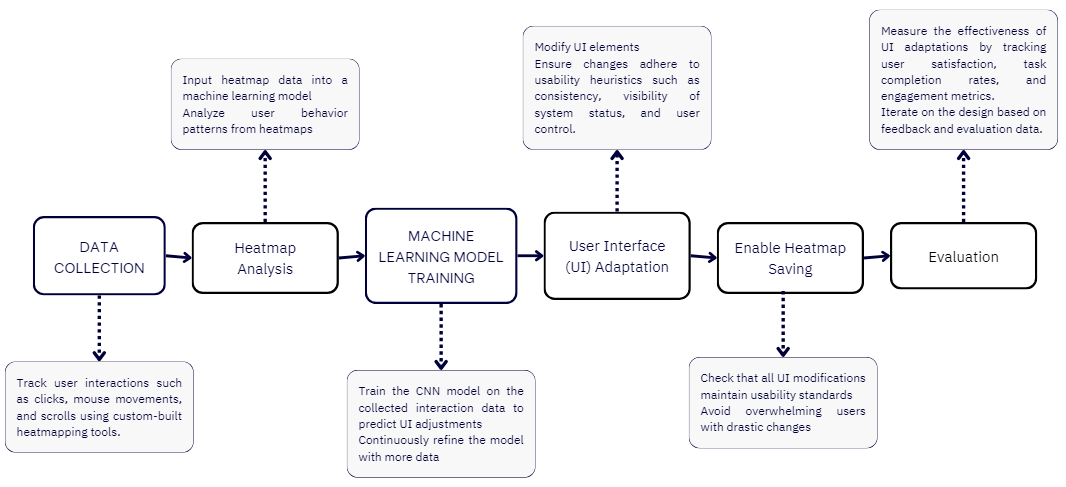 Measure the effectiveness of
UI adaptations by tracking
user satisfaction, task
completion rates, and
engagement metrics.
Iterate on the design based on
feedback and evaluation data.
Modify UI elements
Ensure changes adhere to
usability heuristics such as
consistency, visibility of
system status, and user
control.
Input heatmap data into a
machine learning model
Analyze user behavior
patterns from heatmaps
DATA
COLLECTION
Heatmap
Analysis
MACHINE
LEARNING MODEL
TRAINING
User Interface
(UI) Adaptation
Enable Heatmap
Saving
Evaluation
Track user interactions such
as clicks, mouse movements,
and scrolls using custom-built
heatmapping tools.
Train the CNN model on the
collected interaction data to
predict UI adjustments
Continuously refine the model
with more data
Check that all UI modifications
maintain usability standards
Avoid overwhelming users
with drastic changes